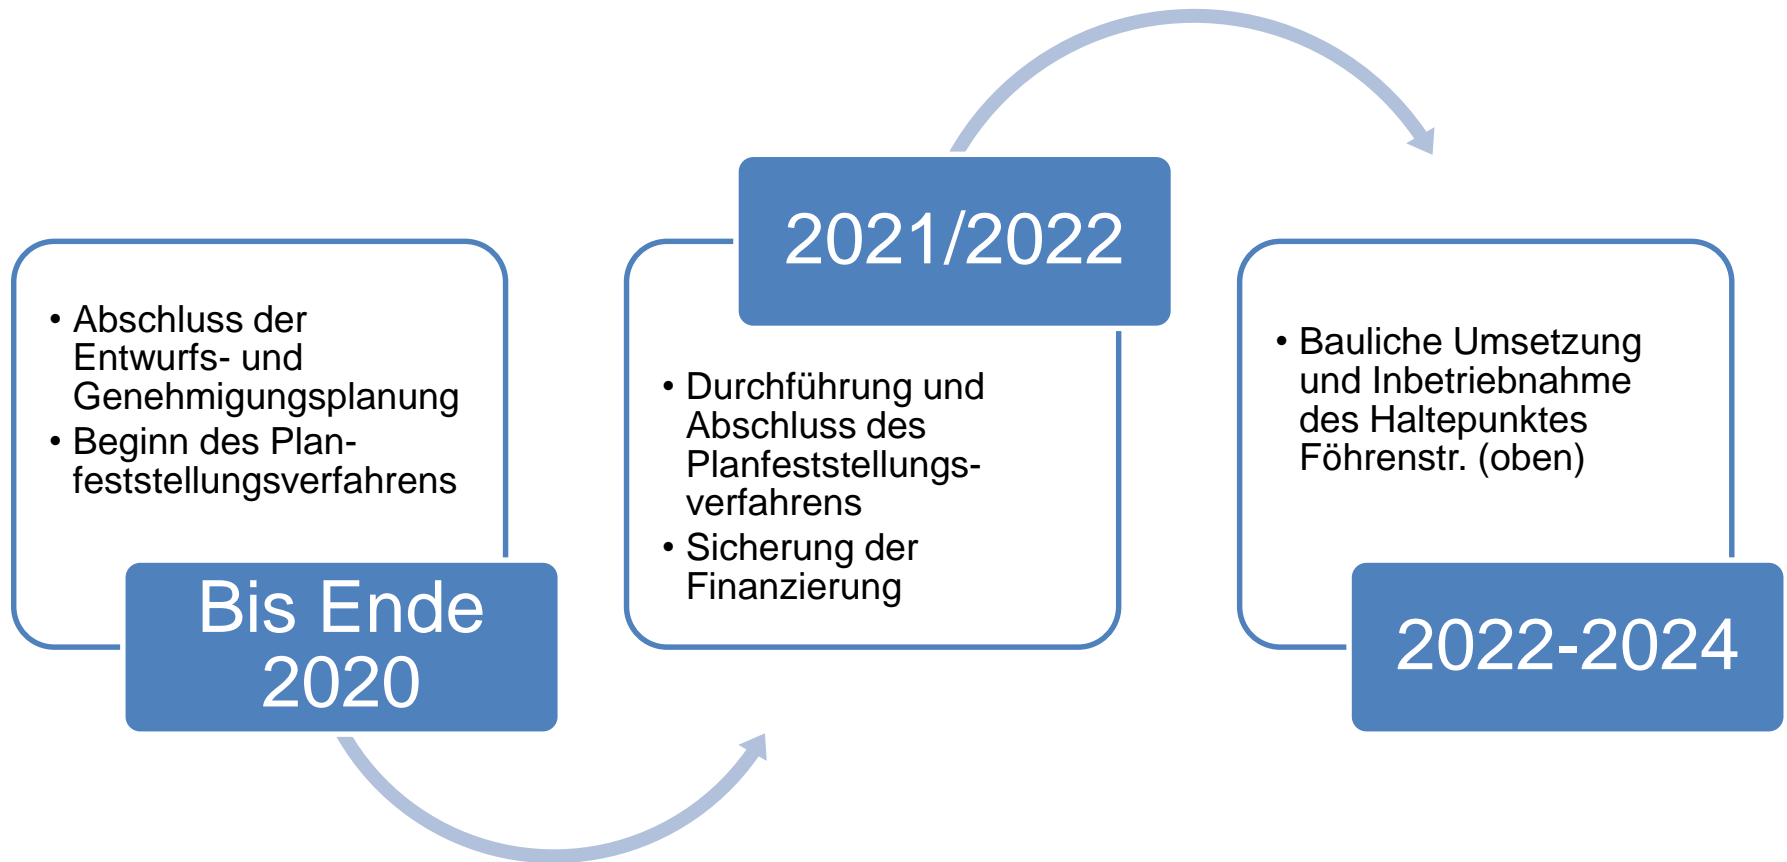 • Abschluss der
Entwurfs- und
Genehmigungsplanung
• Beginn des Plan-
feststellungsverfahrens
Bis Ende
2020
2021/2022
• Durchführung und
Abschluss des
Planfeststellungs-
verfahrens
• Sicherung der
Finanzierung
• Bauliche Umsetzung
und Inbetriebnahme
des Haltepunktes
Föhrenstr. (oben)
2022-2024